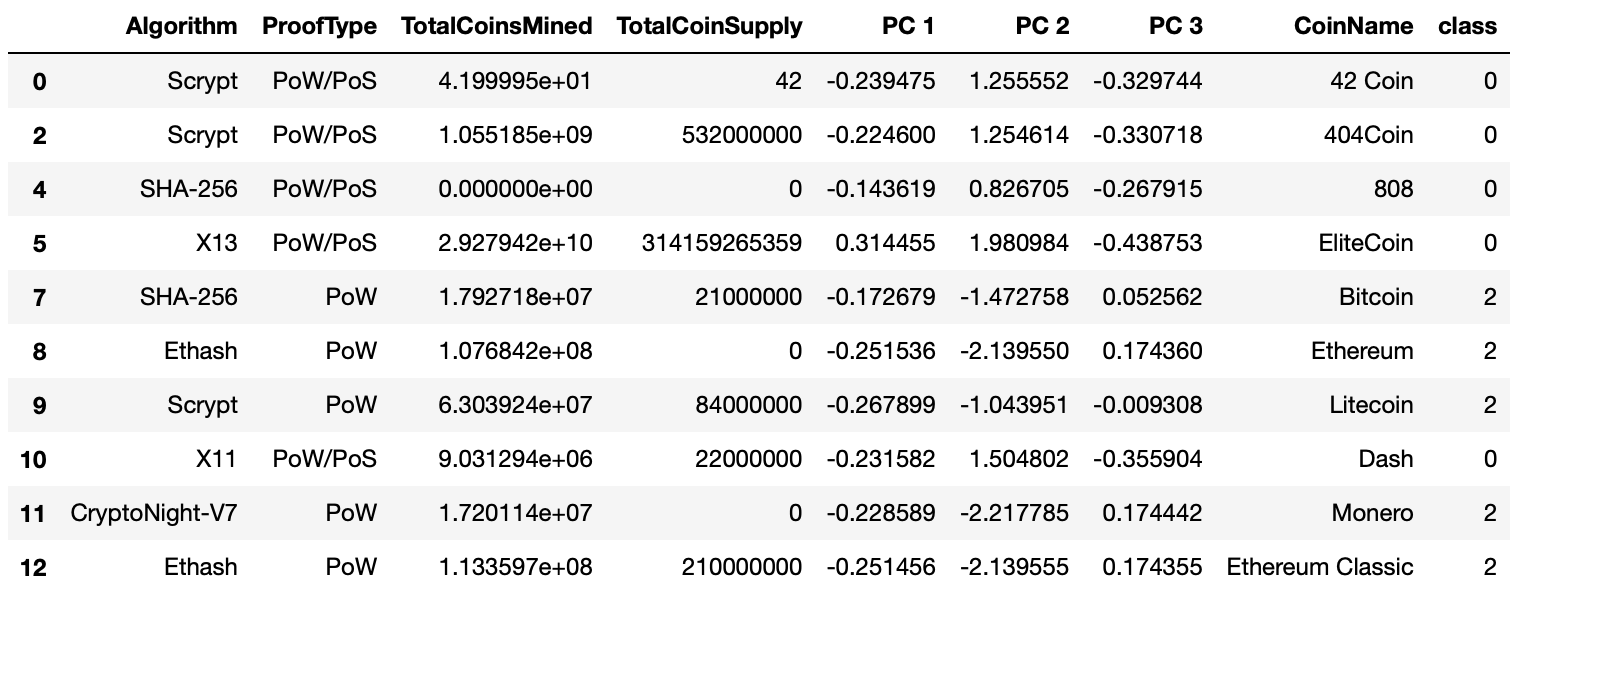 Algorithm ProofType TotalCoinsMined TotalCoinSupply PC 1 PC 2 PC 3 CoinName class
0 Scrypt PoW/PoS 4.199995e+01 42 -0.239475 1.255552 -0.329744 42 Coin 0
2 Scrypt PoW/PoS 1.055185e+09 532000000 -0.224600 1.254614 -0.330718 404Coin 0
4 SHA-256 PoW/PoS 0.000000e+00 0 -0.143619 0.826705 -0.267915 808 0
5 X13 PoW/PoS 2.927942e+10 314159265359 0.314455 1.980984 -0.438753 EliteCoin 0
7 SHA-256 PoW 1.792718e+07 21000000 -0.172679 -1.472758 0.052562 Bitcoin 2
8 Ethash PoW 1.076842e+08 0 -0.251536 -2.139550 0.174360 Ethereum 2
9 Scrypt PoW 6.303924e+07 84000000 -0.267899 -1.043951 -0.009308 Litecoin 2
10 X11 PoW/PoS 9.031294e+06 22000000 -0.231582 1.504802 -0.355904 Dash 0
11 CryptoNight-V7 PoW 1.720114e+07 0 -0.228589 -2.217785 0.174442 Monero 2
12 Ethash PoW 1.133597e+08 210000000 -0.251456 -2.139555 0.174355 Ethereum Classic 2